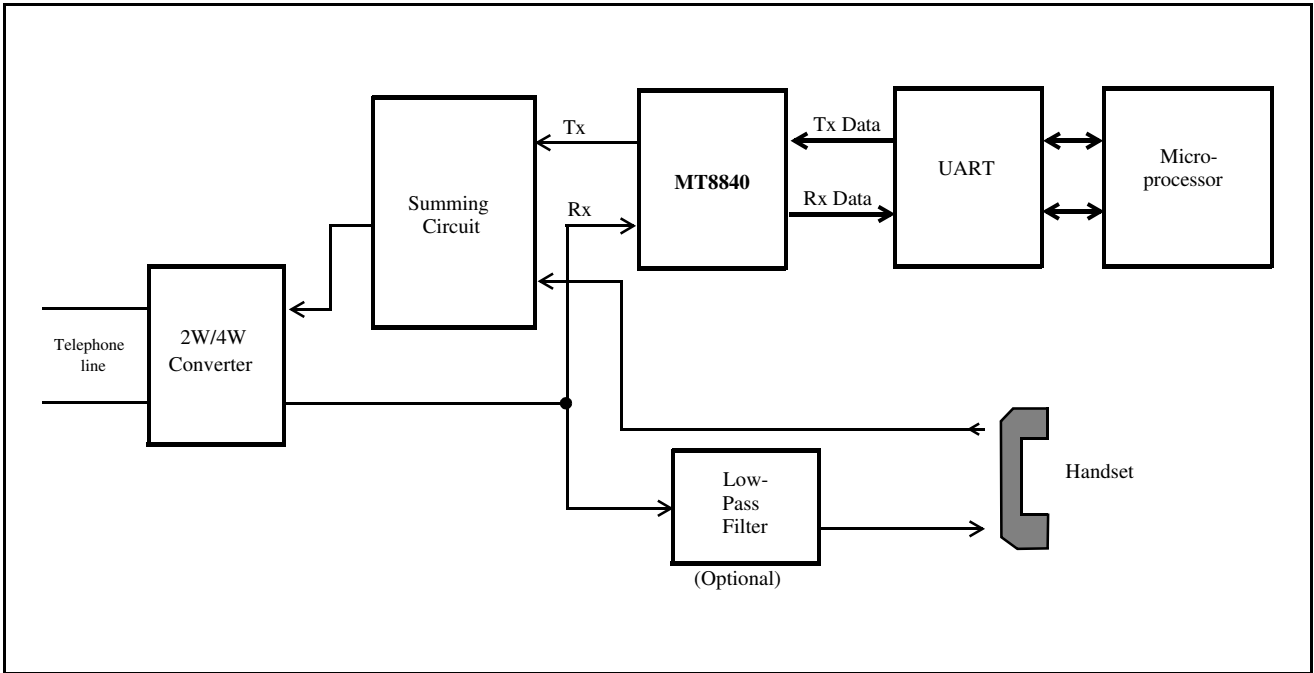 Tx
Tx Data
MT8840
UART
Micro-
processor
Rx Data
Summing
Circuit
Rx
2W/4W
Converter
Telephone
line
Low-
Pass
Filter
(Optional)
Handset